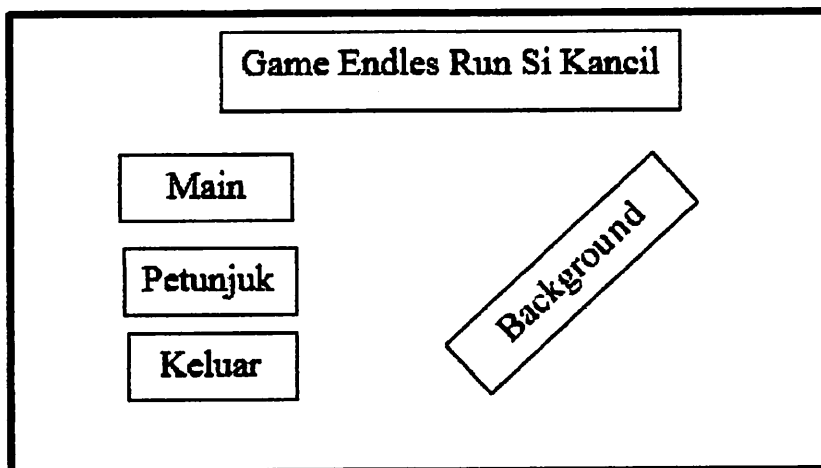 Game Endles Run Si Kancil
Main
Petunjuk
Keluar
Background